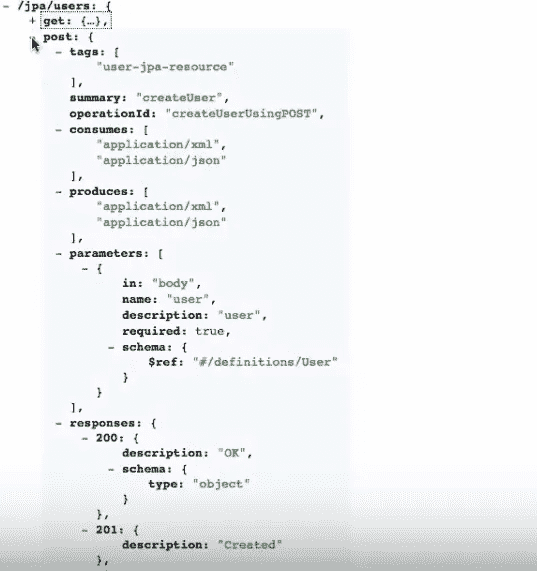 - /jpa/users: {
+ get: {…},
- post: {
- tags: [
"user-jpa-resource"
],
summary: "createUser",
operationId: "createUserUsingPOST",
- consumes: [
"application/xml",
"application/json"
],
- produces: [
"application/xml",
"application/json"
],
- parameters: [
- {
in: "body",
name: "user",
description: "user",
required: true,
- schema: {
$ref: "#/definitions/User"
}
}
],
- responses: {
- 200: {
description: "OK",
- schema: {
type: "object"
}
},
- 201: {
description: "Created"
},